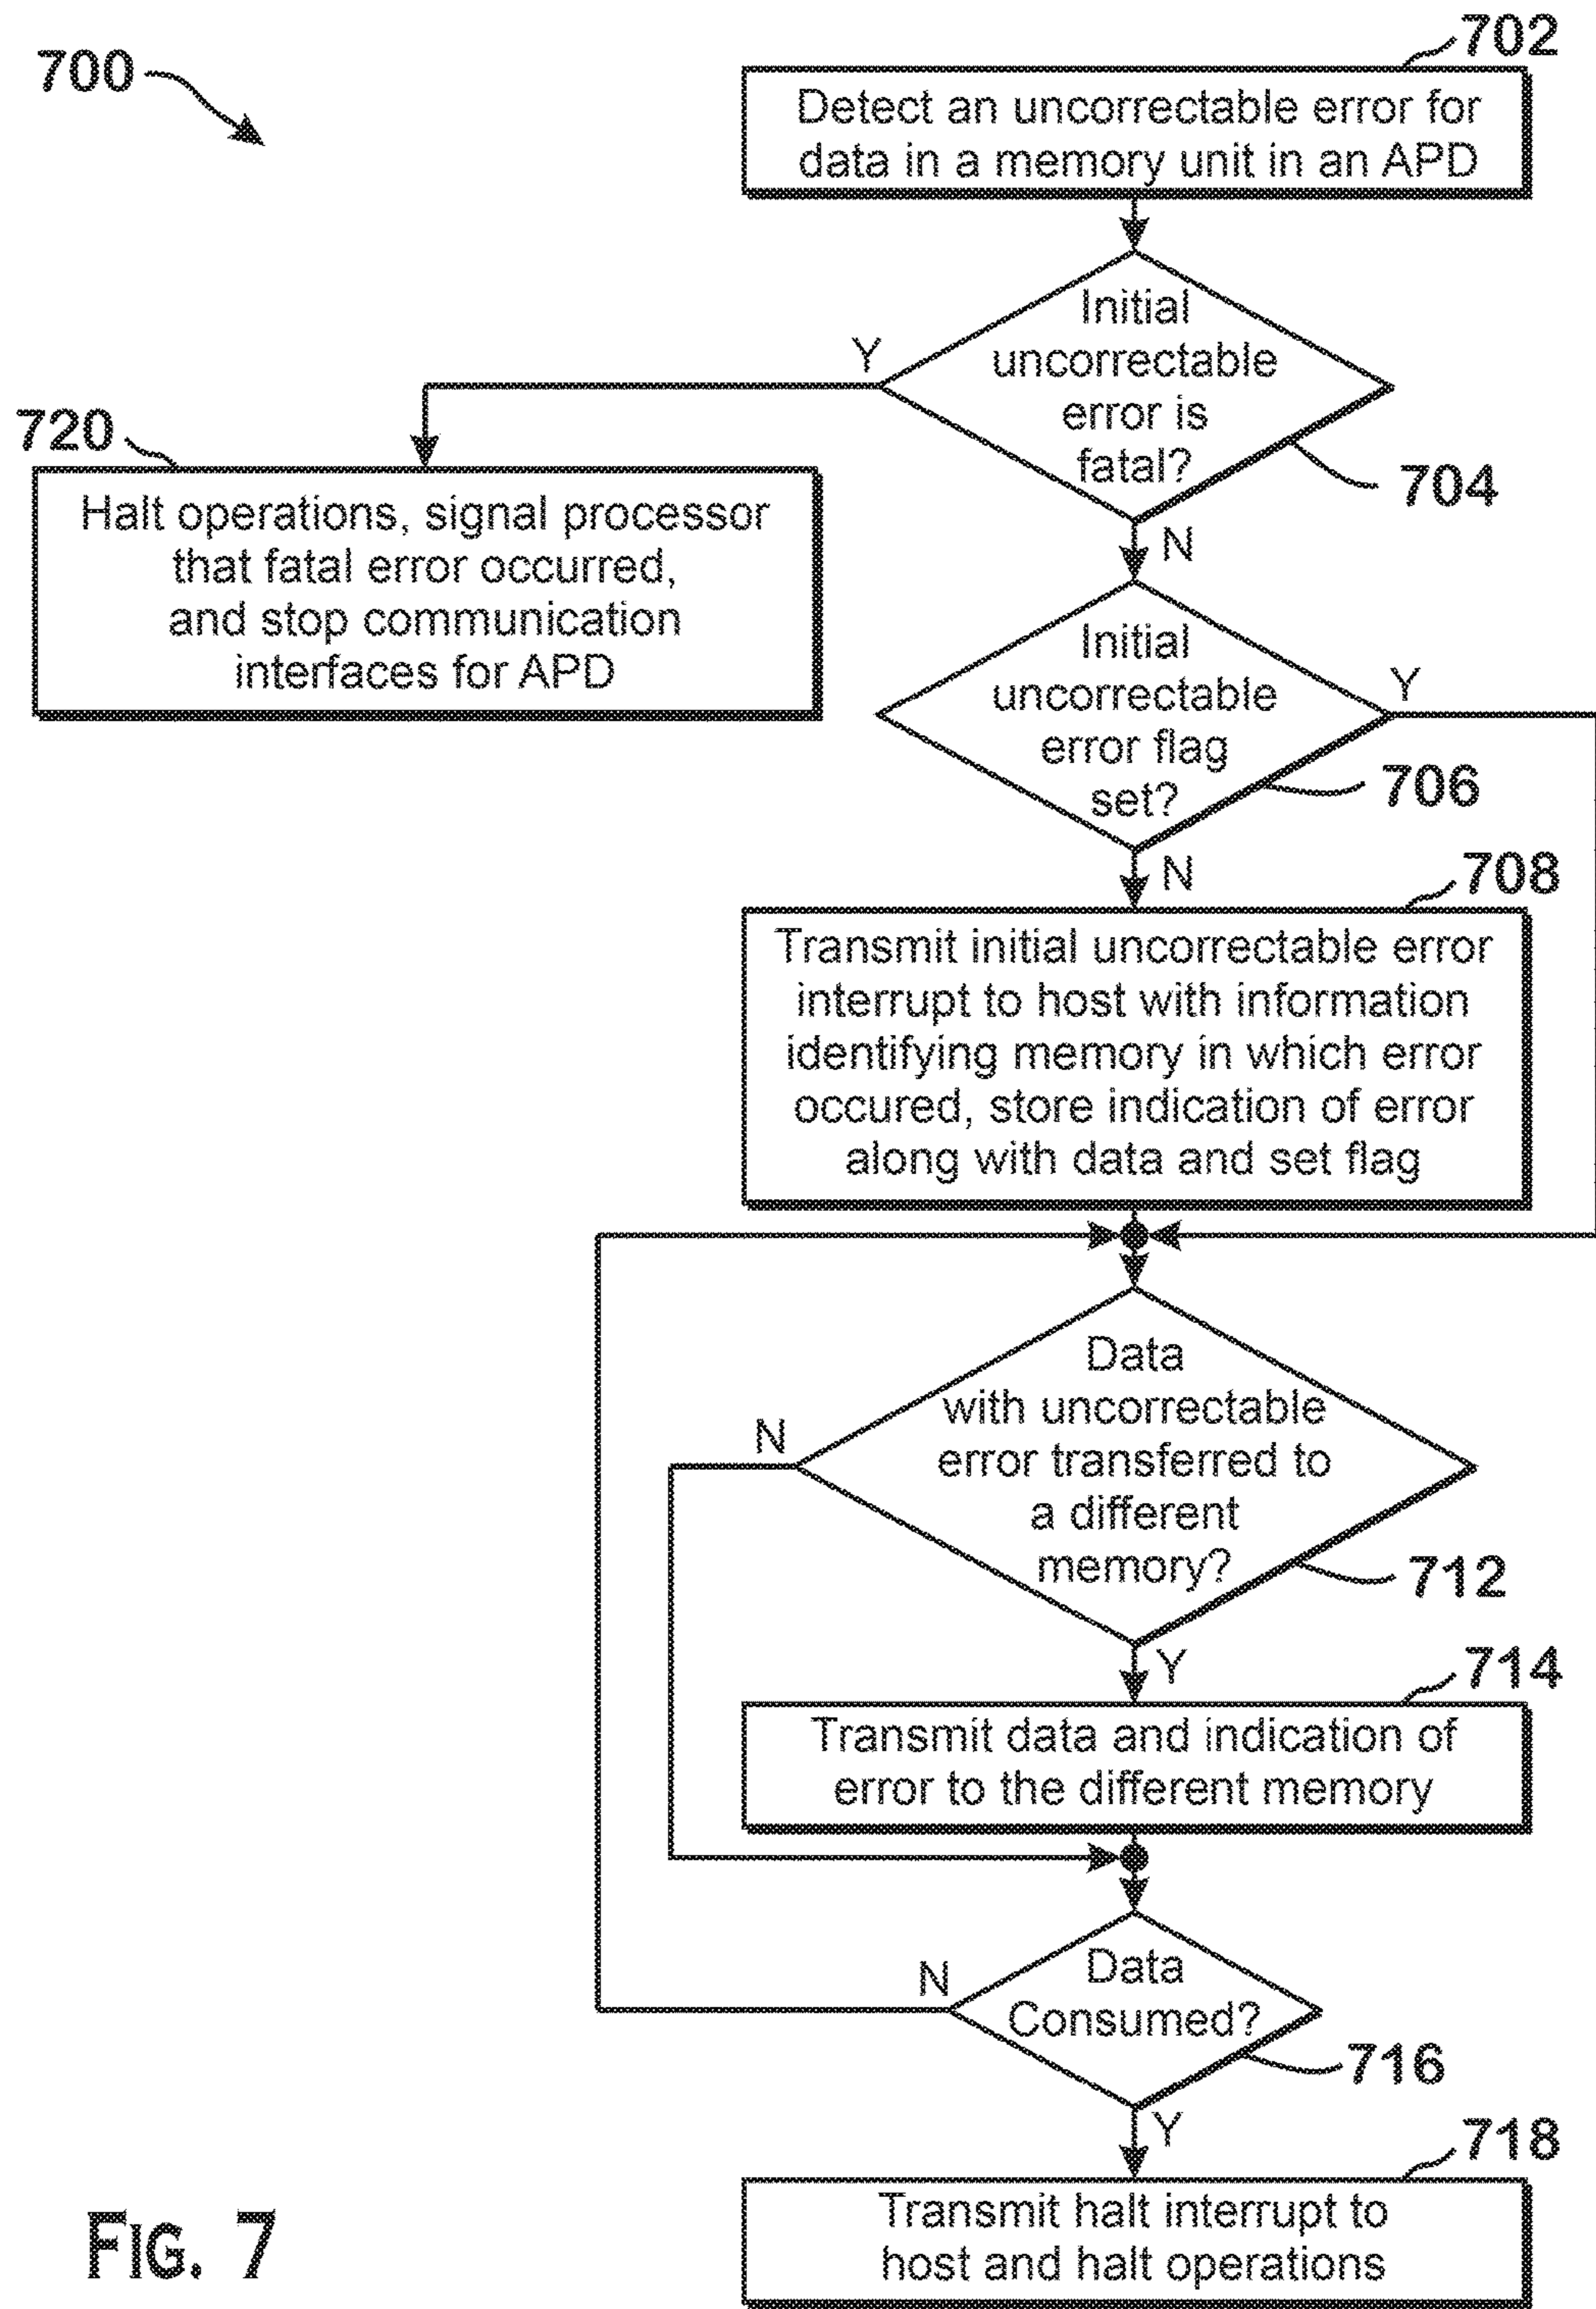 700
702
Detect an uncorrectable error for
data in a memory unit in an APD
Initial
uncorrectable
error is
fatal?
704
Y
N
720
Halt operations, signal processor
that fatal error occurred,
and stop communication
interfaces for APD
Initial
uncorrectable
error flag
set?
706
Y
N
708
Transmit initial uncorrectable error
interrupt to host with information
identifying memory in which error
occured, store indication of error
along with data and set flag
Data
with uncorrectable
error transferred to
a different
memory?
712
N
Y
714
Transmit data and indication of
error to the different memory
Data
Consumed?
716
N
Y
718
Transmit halt interrupt to
host and halt operations
FIG. 7